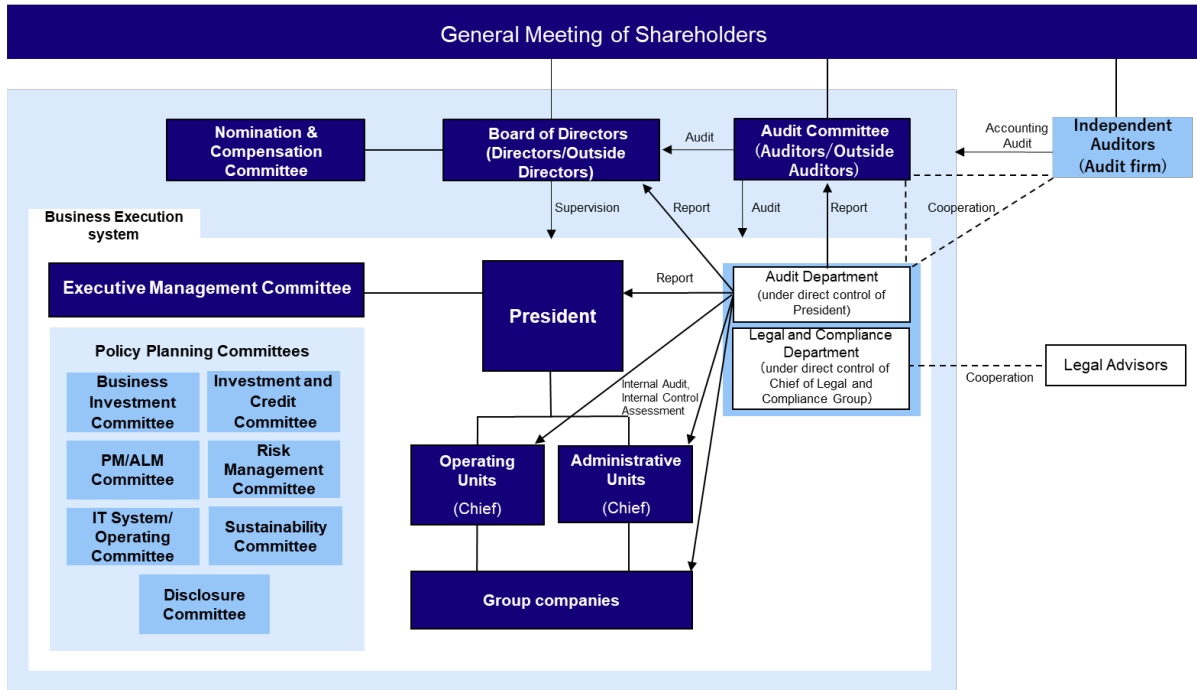 General Meeting of Shareholders
Nomination &
Compensation
Committee
Board of Directors
(Directors/Outside
Directors)
Audit
Audit Committee
(Auditors/Outside
Auditors)
Accounting
Audit
Independent
Auditors
(Audit firm)
Supervision
Report
Audit
Report
Cooperation
Business Execution
system
Executive Management Committee
President
Report
Audit Department
(under direct control of
President)
Legal and Compliance
Department
(under direct control of
Chief of Legal and
Compliance Group)
Cooperation
Legal Advisors
Policy Planning Committees
Business
Investment
Committee
Investment and
Credit
Committee
PM/ALM
Committee
Risk
Management
Committee
IT System/
Operating
Committee
Sustainability
Committee
Disclosure
Committee
Internal Audit,
Internal Control
Assessment
Operating
Units
(Chief)
Administrative
Units
(Chief)
Group companies